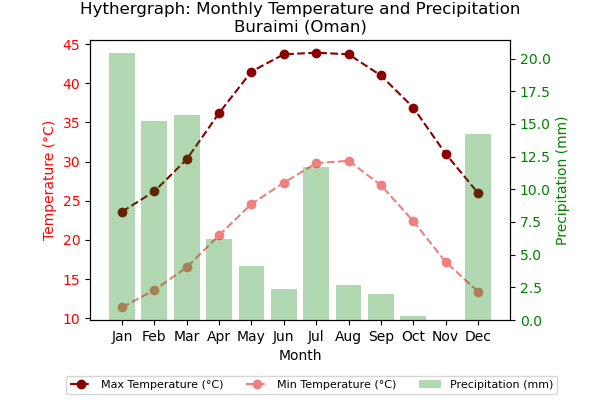 Hythergraph: Monthly Temperature and Precipitation
Buraimi (Oman)
45
40
35
30
25
20
15
10
Temperature (°C)
20.0
17.5
15.0
12.5
10.0
7.5
5.0
2.5
0.0
Precipitation (mm)
Jan Feb Mar Apr May Jun Jul Aug Sep Oct Nov Dec
Month
Max Temperature (°C) Min Temperature (°C) Precipitation (mm)